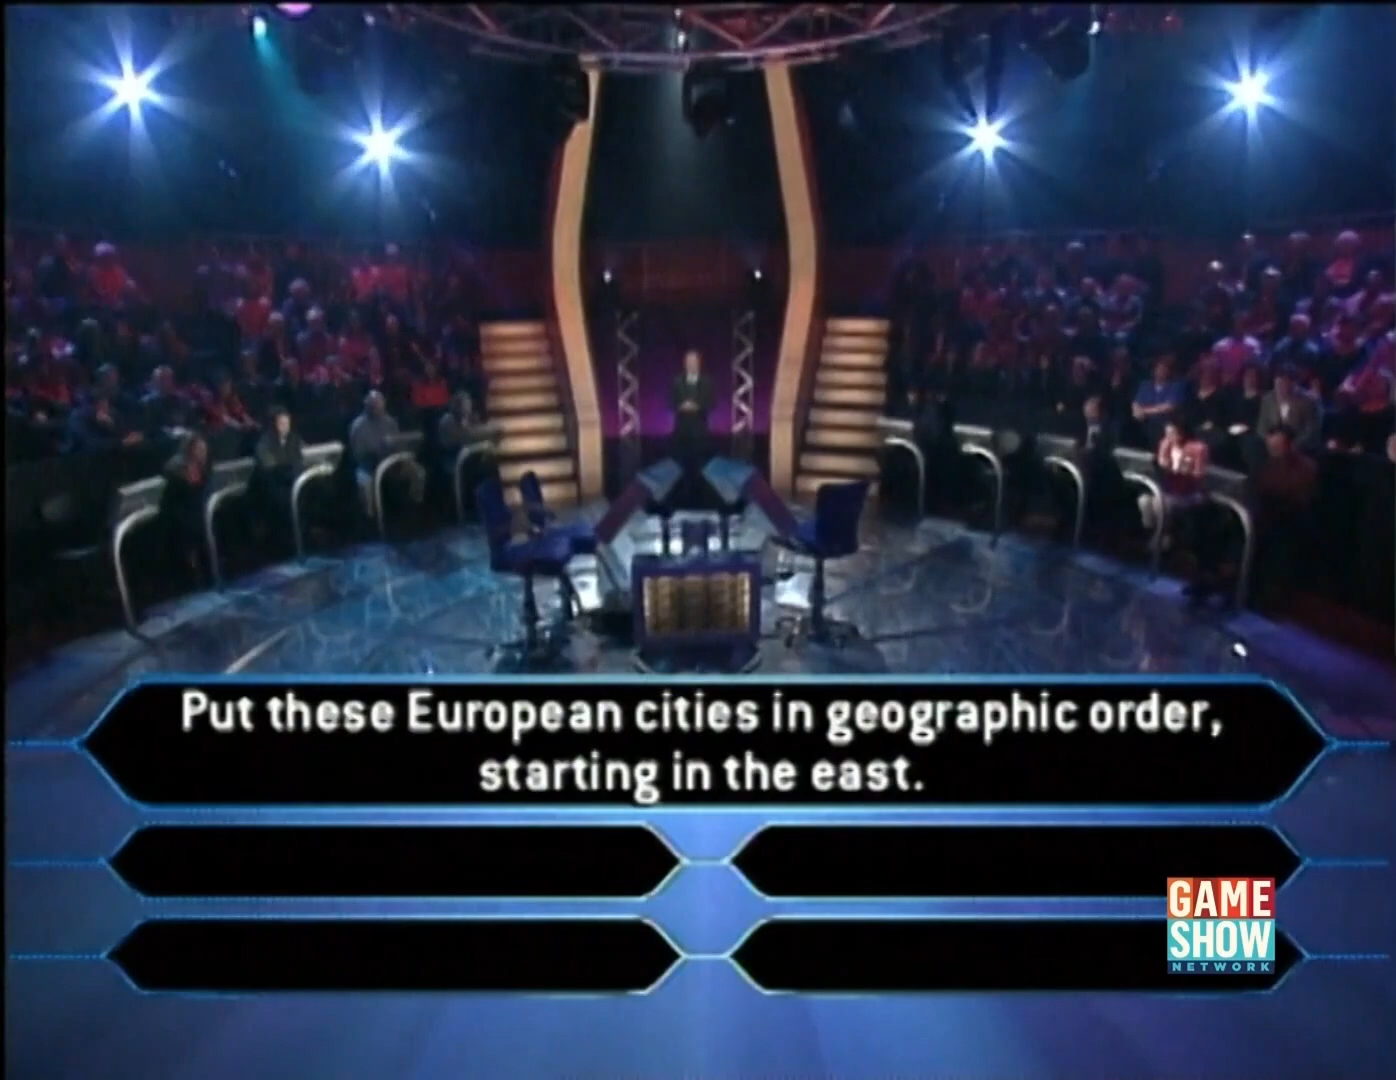 Put these European cities in geographic order,
starting in the east.
GAME
SHOW
NETWORK